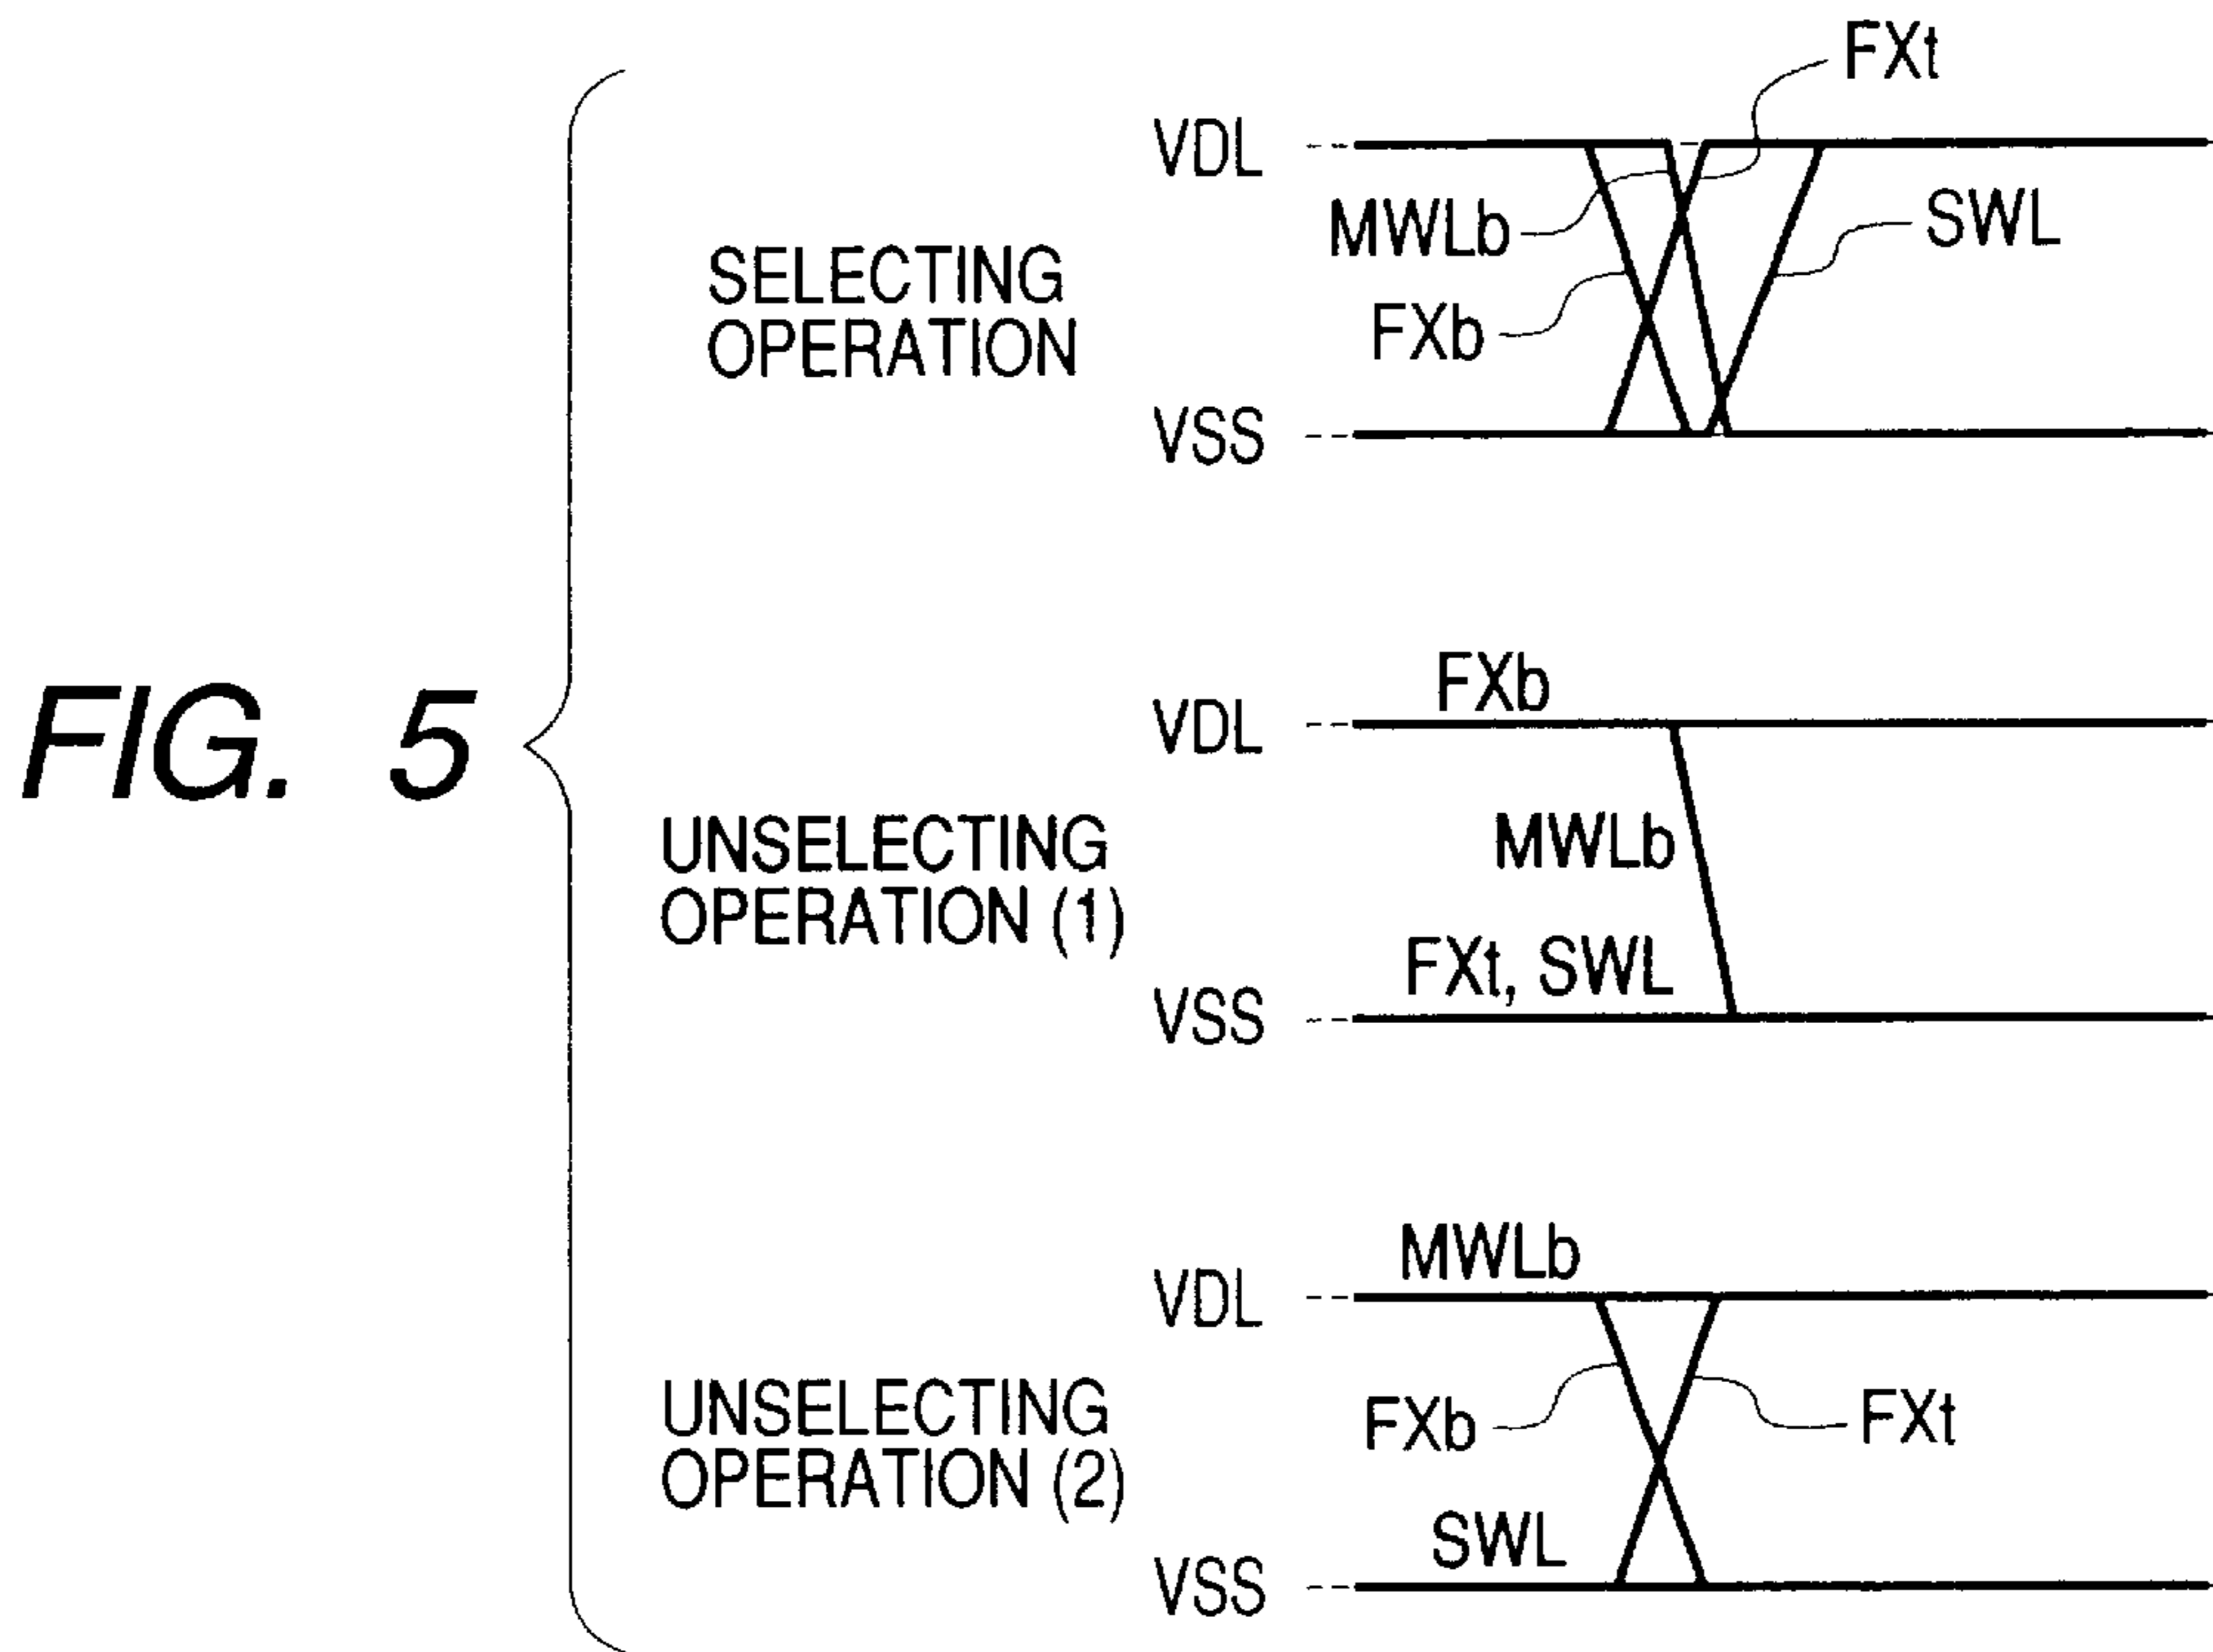 FIG. 5
SELECTING
OPERATION
VDL
VSS
FXt
MWLb
SWL
FXb
UNSELECTING
OPERATION (1)
VDL
VSS
FXb
MWLb
FXt, SWL
UNSELECTING
OPERATION (2)
VDL
VSS
MWLb
FXb
FXt
SWL